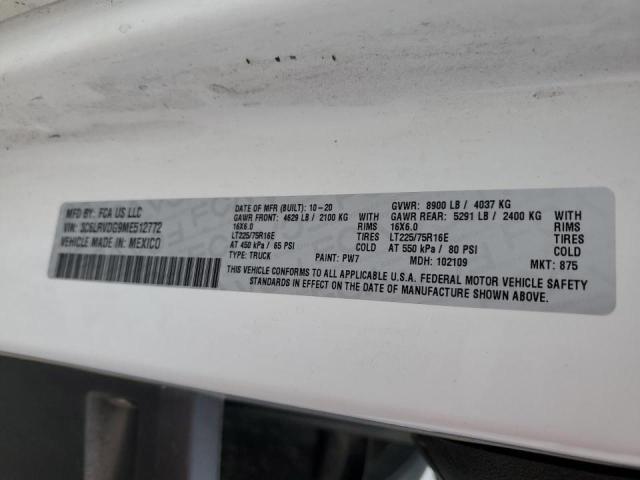 MFD BY: FCA US LLC
VIN: 3C6LRVDG9ME512772
VEHICLE MADE IN: MEXICO
DATE OF MFR (BUILT): 10-20
GVWR: 8900 LB / 4037 KG
GAWR FRONT: 4629 LB / 2100 KG WITH
GAWR REAR: 5291 LB / 2400 KG WITH
16X6.0 RIMS
16X6.0 RIMS
LT225/75R16E TIRES
LT225/75R16E TIRES
AT 450 kPa / 65 PSI COLD
AT 550 kPa / 80 PSI COLD
TYPE: TRUCK PAINT: PW7 MDH: 102109 MKT: 875
THIS VEHICLE CONFORMS TO ALL APPLICABLE U.S.A. FEDERAL MOTOR VEHICLE SAFETY
STANDARDS IN EFFECT ON THE DATE OF MANUFACTURE SHOWN ABOVE.